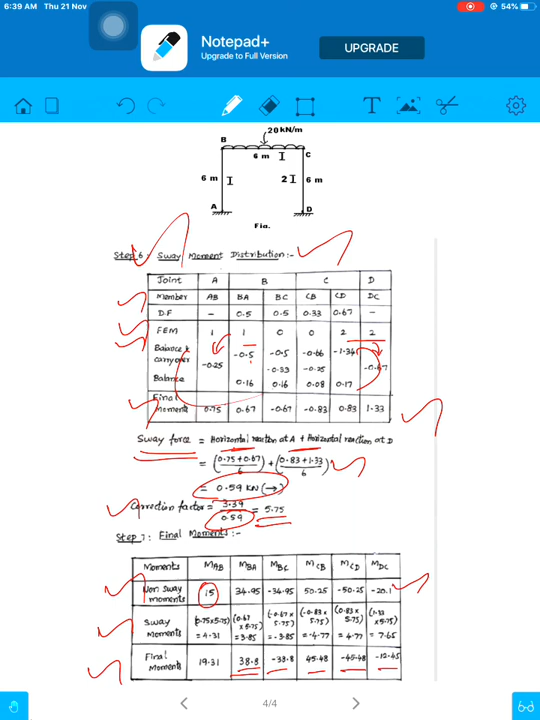 6:39 AM Thu 21 Nov
54%
Notepad+
Upgrade to Full Version
UPGRADE
T
20 kN/m
B
C
6 m I
6 m I
2 I 6 m
A
D
Fig.
Step 6: Sway Moment Distribution:-
Joint A B C D
Member AB BA BC CB CD DC
D.F - 0.5 0.5 0.33 0.67 -
FEM 1 1 0 0 2 2
Balance & -0.5 -0.5 -0.66 -1.34
carryover -0.25 -0.33 -0.25 -0.67
Balance 0.16 0.16 0.08 0.17
Final
moments 0.75 0.67 -0.67 -0.83 0.83 1.33
Sway force = Horizontal reaction at A + Horizontal reaction at D
= (0.75+0.67)/6 + (0.83+1.33)/6
= 0.59 KN (→)
Correction factor = 3.39/0.59 = 5.75
Step 7: Final Moments:-
Moments MAB MBA MBC MCB MCD MDC
Non Sway
moments 15 34.95 -34.95 50.25 -50.25 -20.1
Sway
moments (0.75x5.75) = 4.31 (0.67 x 5.75) = 3.85 (-0.67 x 5.75) = -3.85 (-0.83 x 5.75) = -4.77 (0.83 x 5.75) = 4.77 (1.33 x 5.75) = 7.65
Final
Moments 19.31 38.8 -38.8 45.48 -45.48 -12.45
4/4